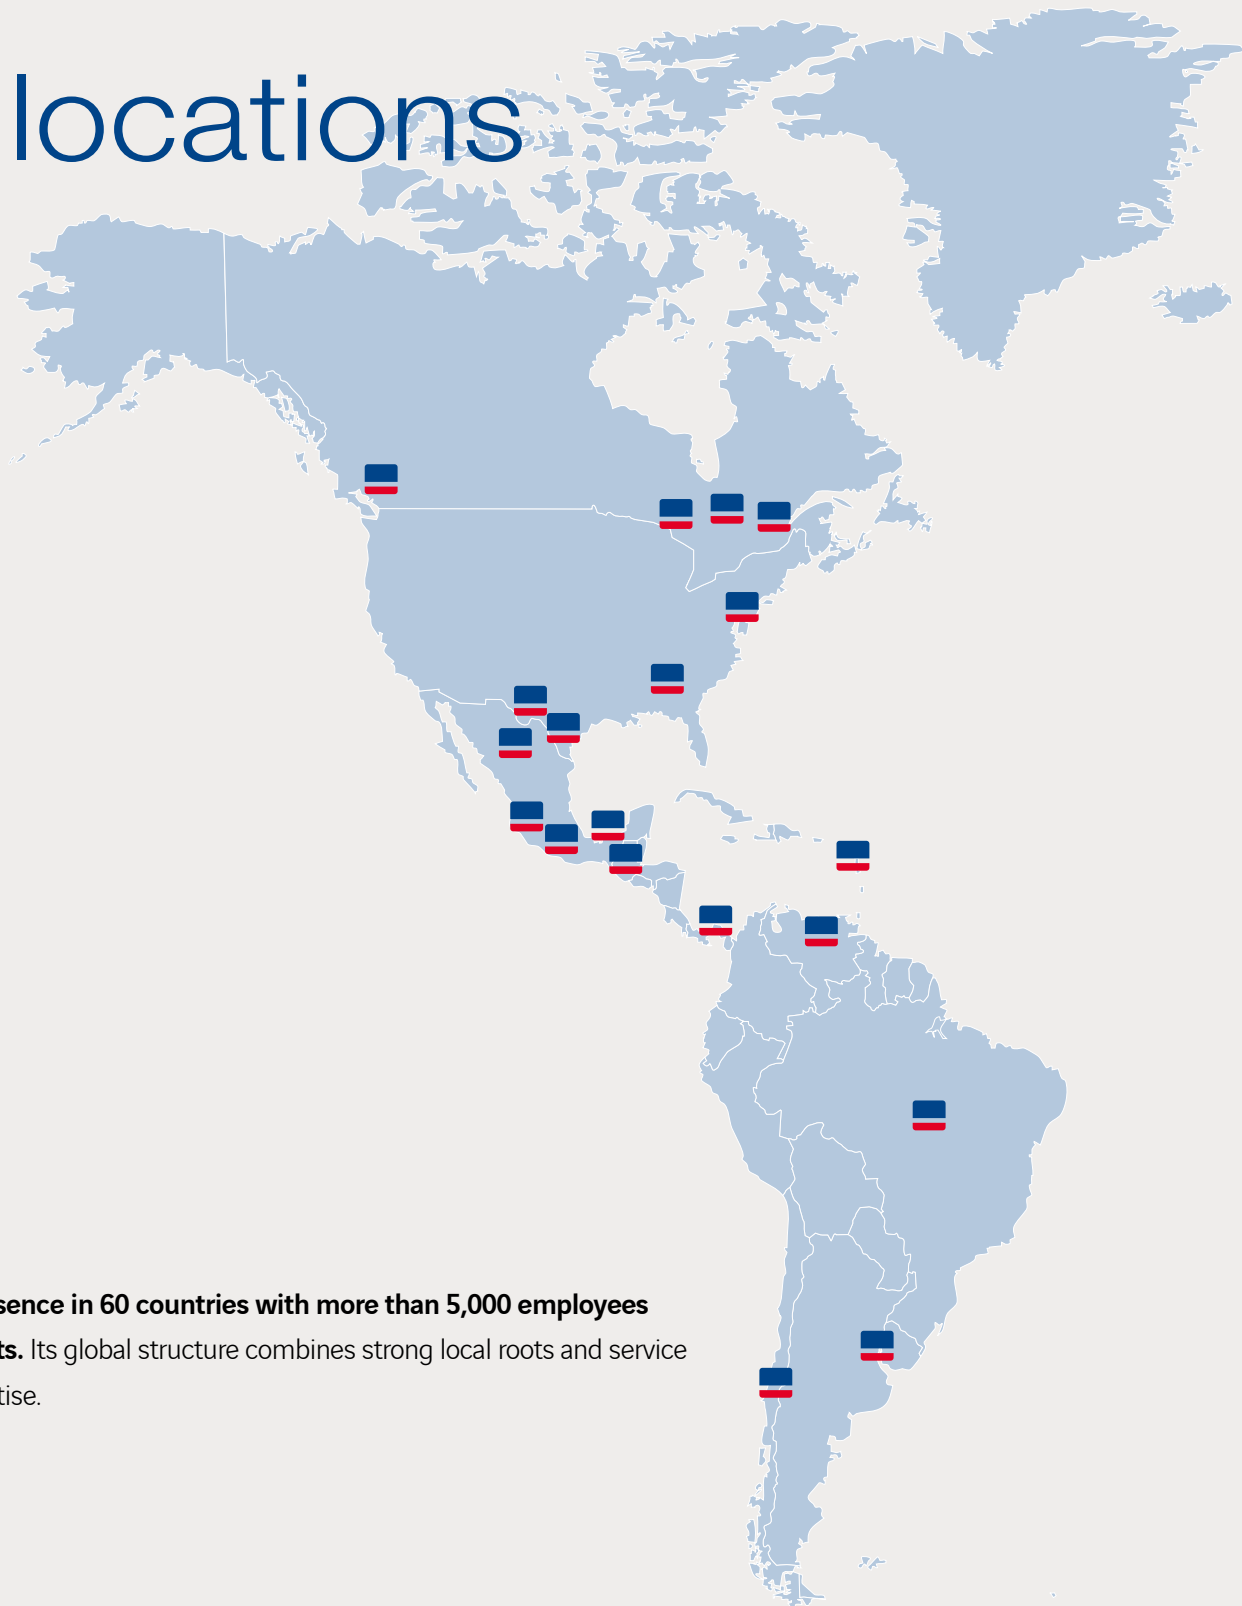 locations
sence in 60 countries with more than 5,000 employees
ts. Its global structure combines strong local roots and service
tise.